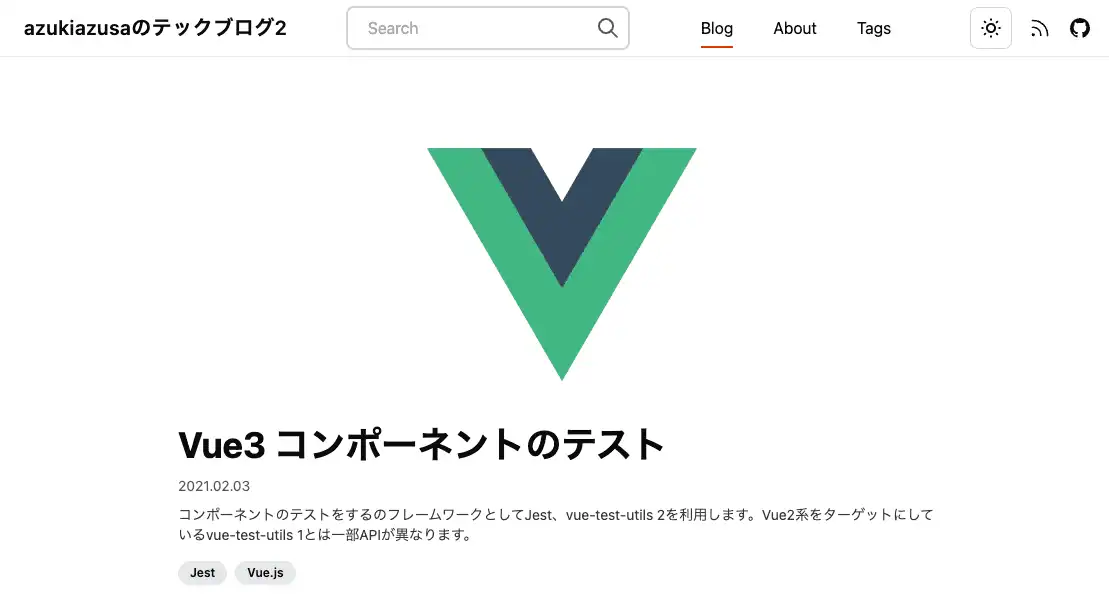 azukiazusaのテックブログ2
Search
Blog
About
Tags
Vue3 コンポーネントのテスト
2021.02.03
コンポーネントのテストをするのフレームワークとしてJest、vue-test-utils 2を利用します。Vue2系をターゲットにして
いるvue-test-utils 1とは一部APIが異なります。
Jest
Vue.js